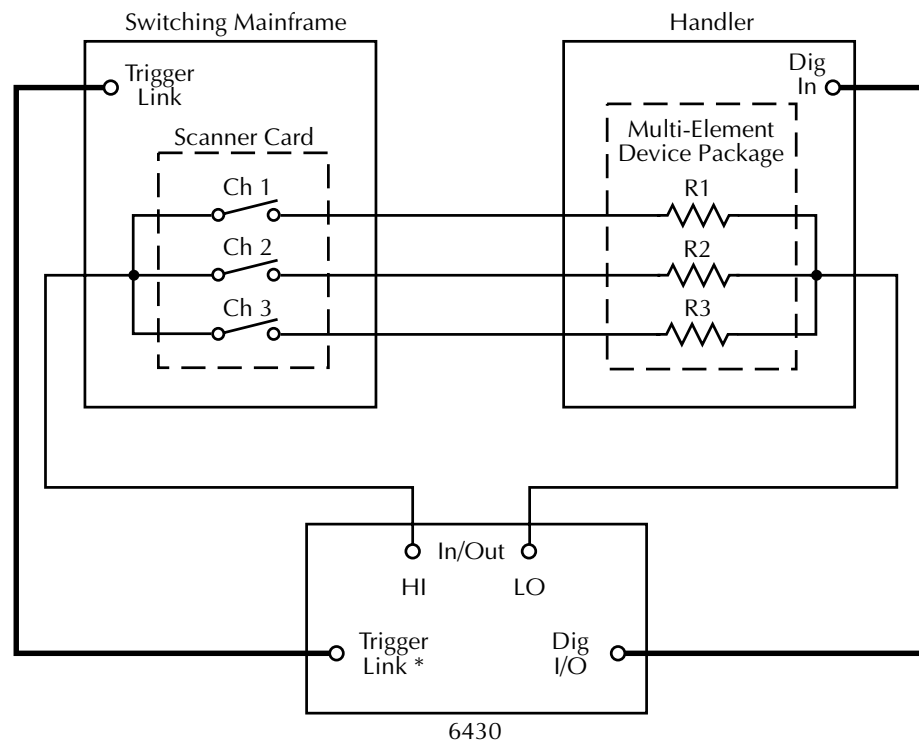 Switching Mainframe
Handler
Trigger
Link
Dig
In
Scanner Card
Multi-Element
Device Package
Ch 1
R1
Ch 2
R2
Ch 3
R3
In/Out
HI
LO
Trigger
Link *
Dig
I/O
6430